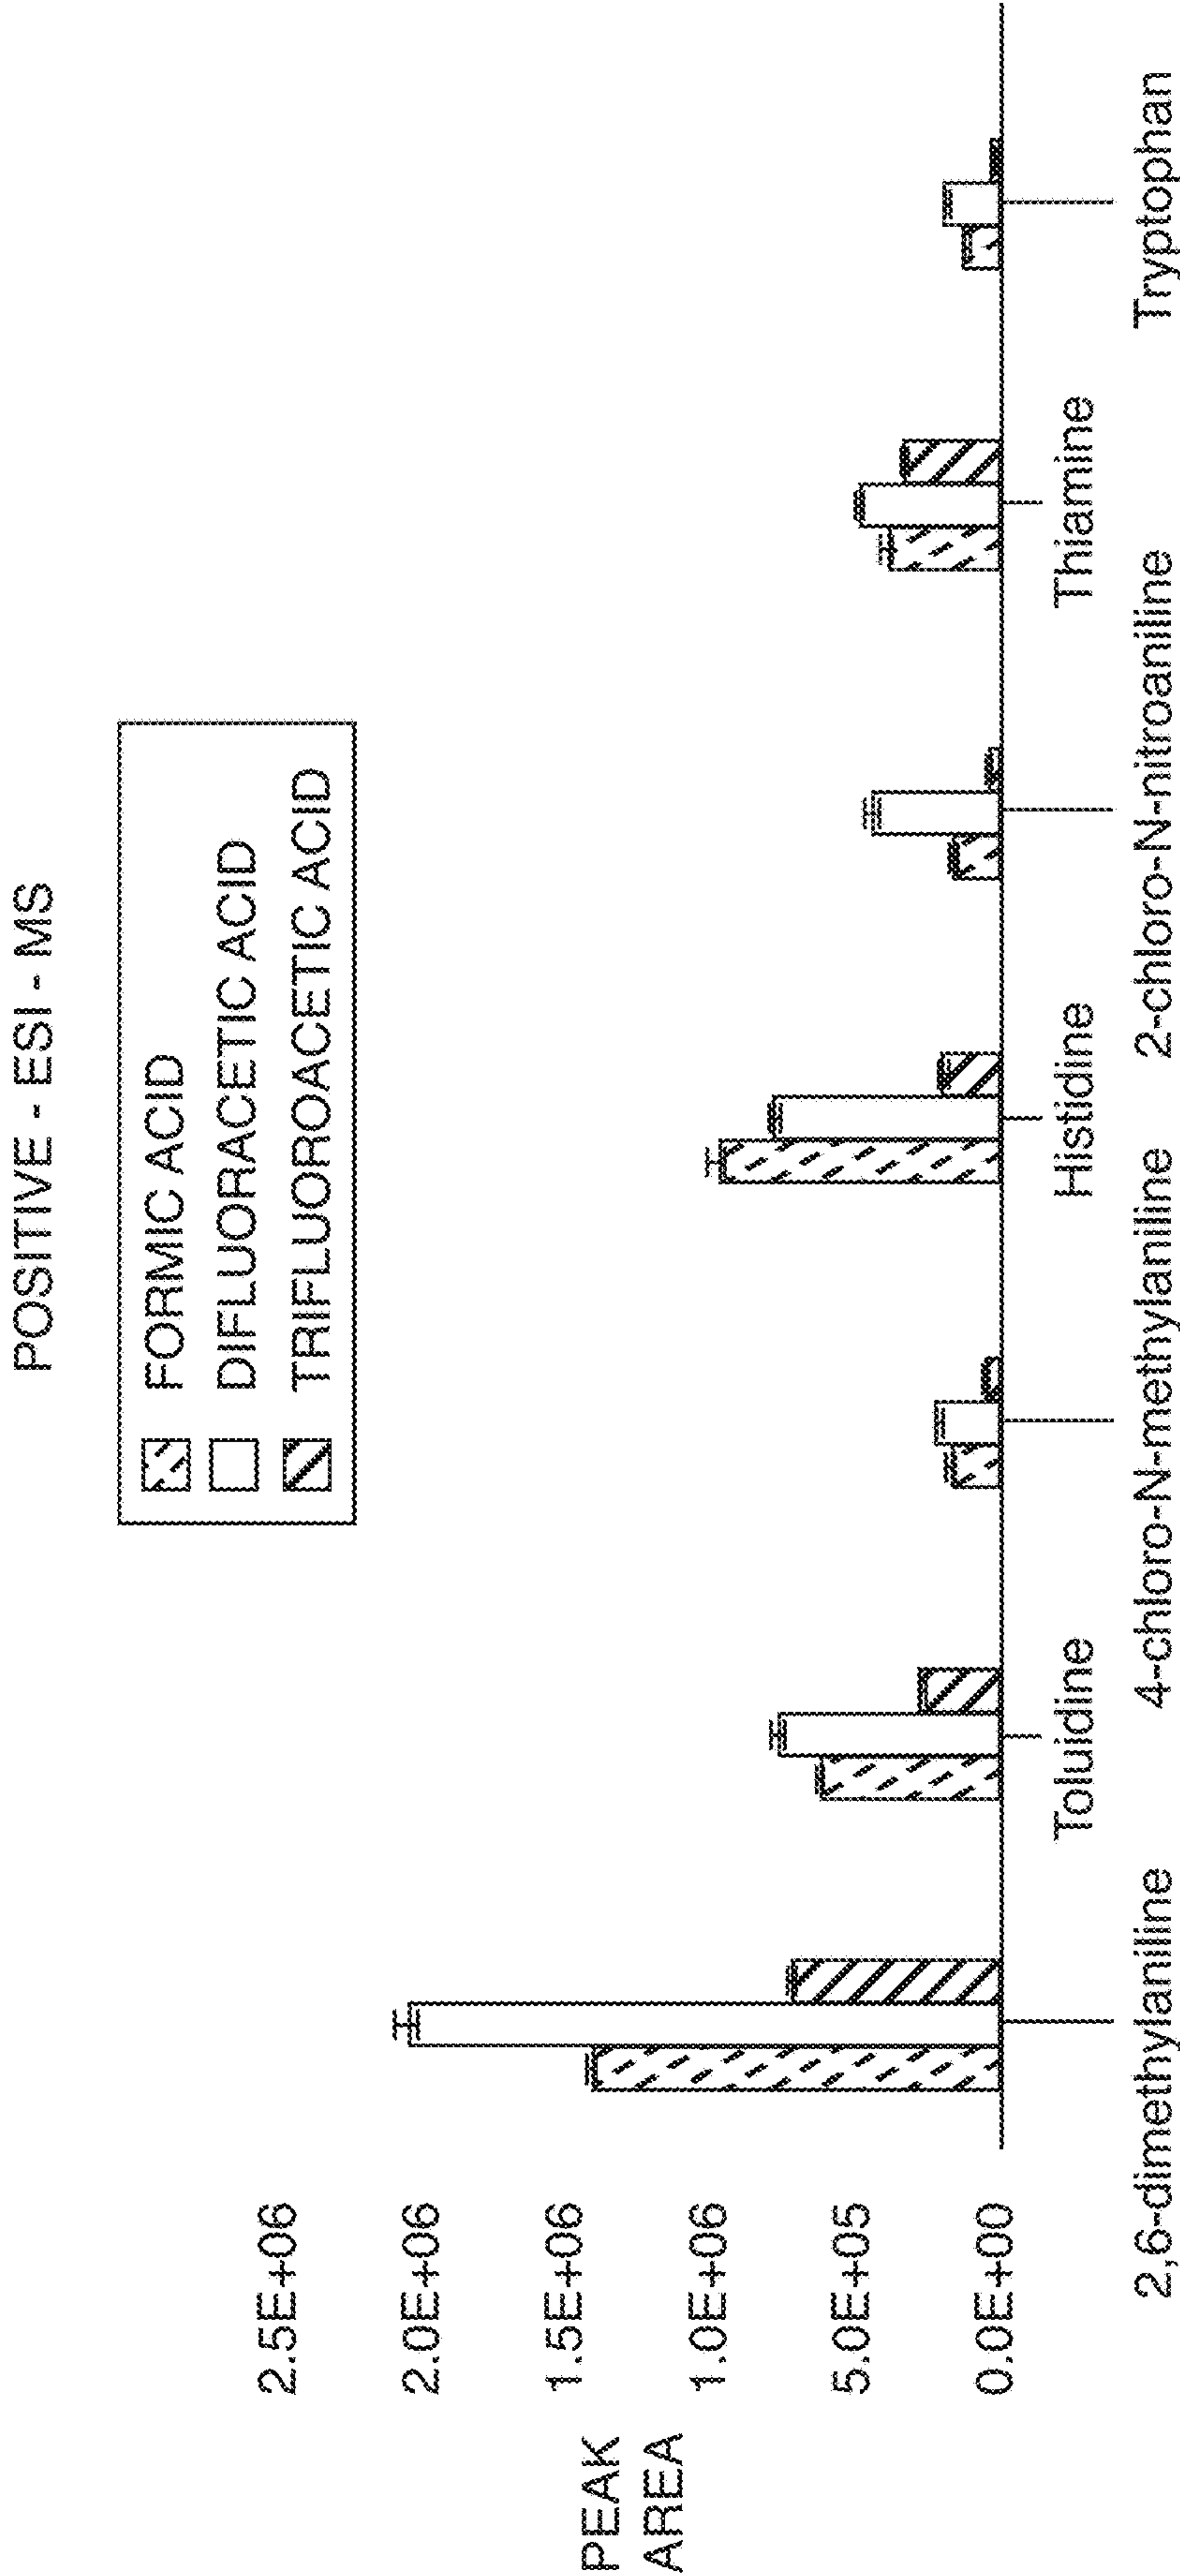 POSITIVE - ESI - MS
FORMIC ACID
DIFLUORACETIC ACID
TRIFLUOROACETIC ACID
PEAK
AREA
2.5E+06
2.0E+06
1.5E+06
1.0E+06
5.0E+05
0.0E+00
Toluidine
Histidine
Thiamine
2,6-dimethylaniline
4-chloro-N-methylaniline
2-chloro-N-nitroaniline
Tryptophan